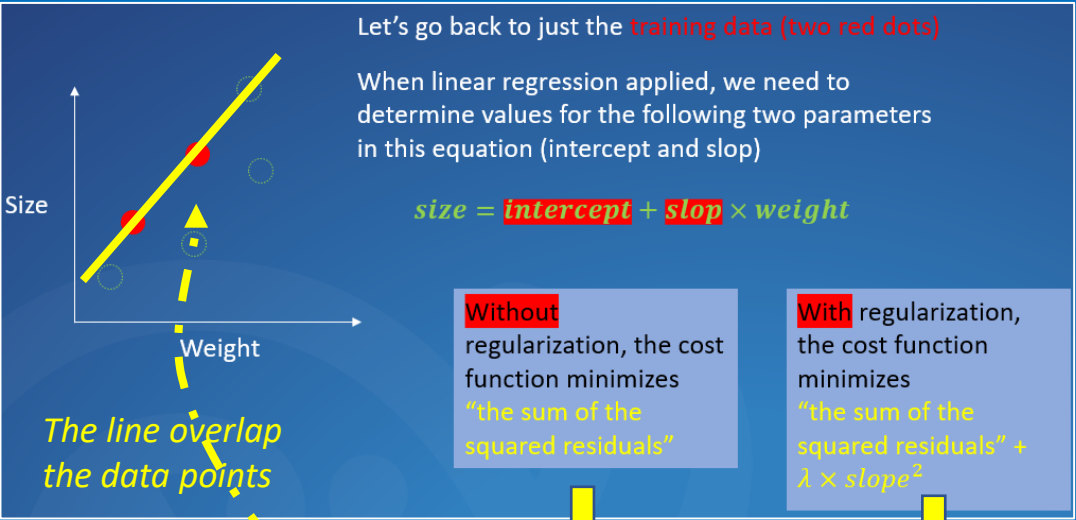 Let's go back to just the training data (two red dots)
When linear regression applied, we need to
determine values for the following two parameters
in this equation (intercept and slop)
Size
size = intercept + slop × weight
Weight
Without
regularization, the cost
function minimizes
“the sum of the
squared residuals”
With regularization,
the cost function
minimizes
“the sum of the
squared residuals” +
λ × slope²
The line overlap
the data points